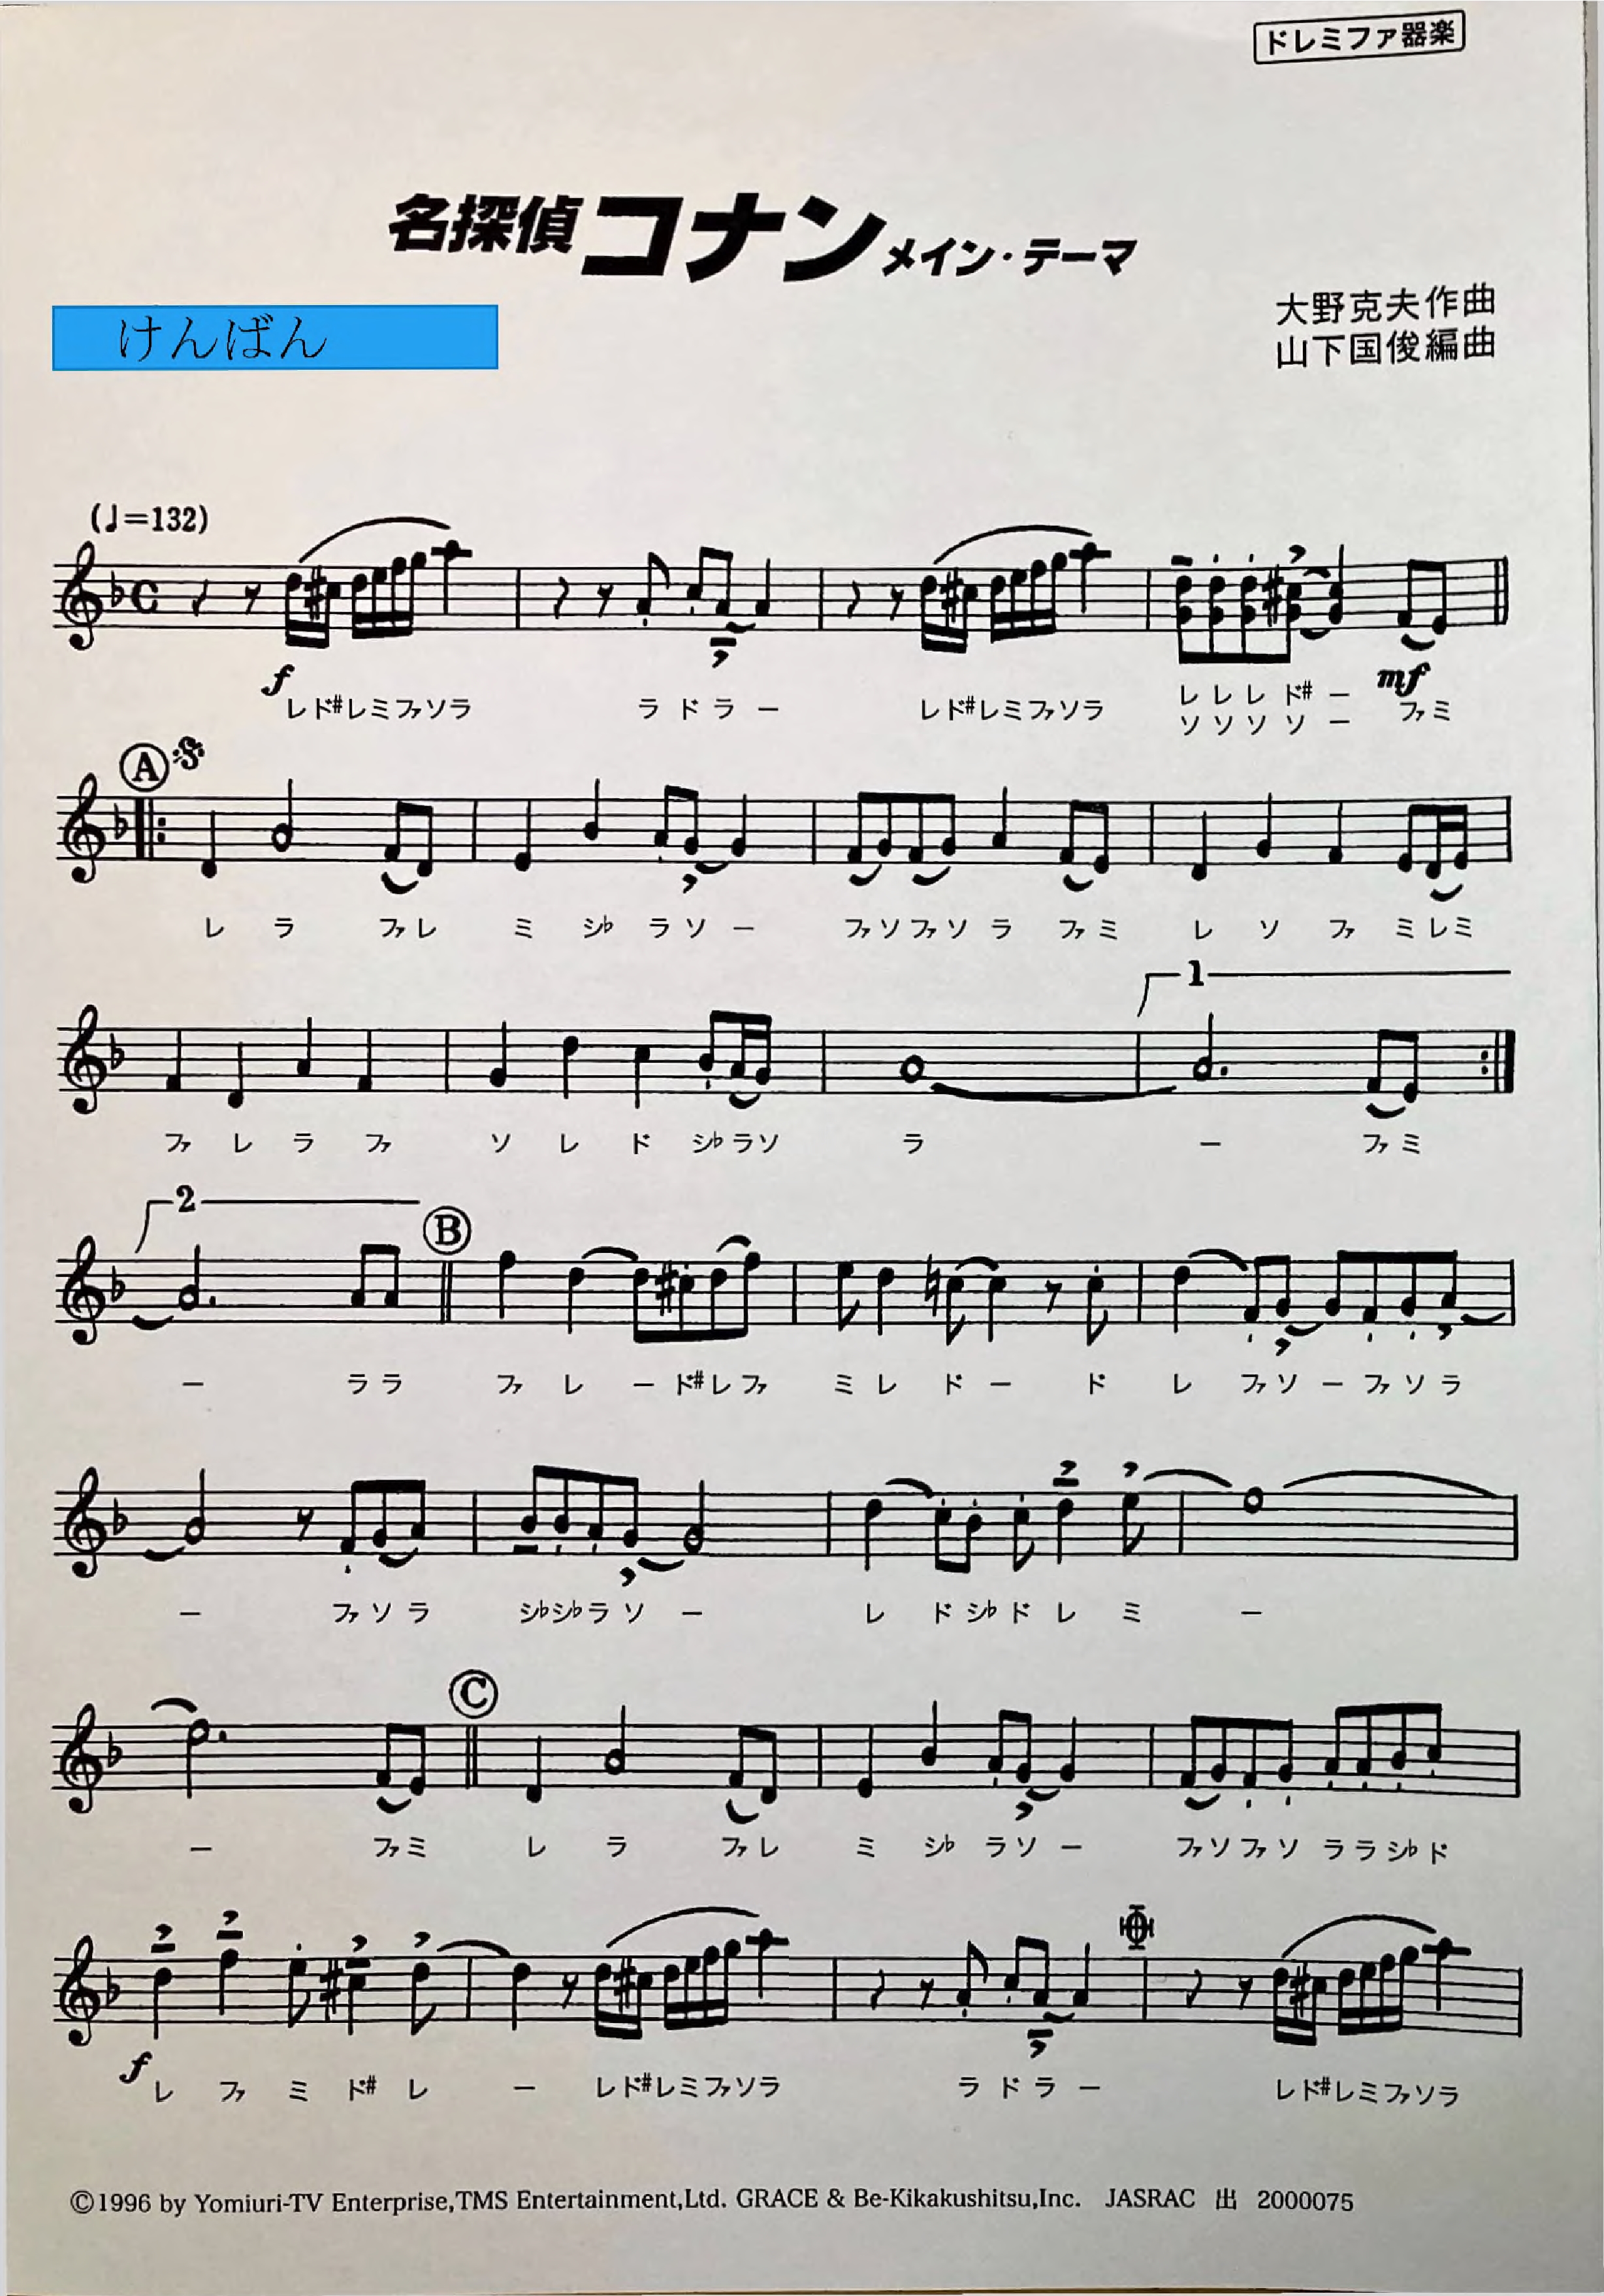 ドレミファ器楽
名探偵コナンメイン・テーマ
けんばん
大野克夫作曲
山下国俊編曲
(♩=132)
f
mf
レド#レミファソラ ラドラー レド#レミファソラ レレレド#ー ファミ
ソソソソー
A
レ ラ ファレ ミ シ♭ ラソー ファソファソラ ファミ レ ソ ファ ミレミ
1
ファ レ ラ ファ ソ レ ド シ♭ラソ ラ ー ファミ
2
B
ー ララ ファ レ ード#レファ ミレ ドー ド レ ファソーファソラ
ー ファソラ シ♭シ♭ラソー レ ドシ♭ドレ ミ ー
C
ー ファミ レ ラ ファレ ミ シ♭ ラソー ファソファソ ララシ♭ド
f
レ ファ ミ ド# レ ー レド#レミファソラ ラドラー レド#レミファソラ
©1996 by Yomiuri-TV Enterprise,TMS Entertainment,Ltd. GRACE & Be-Kikakushitsu,Inc. JASRAC 出 2000075